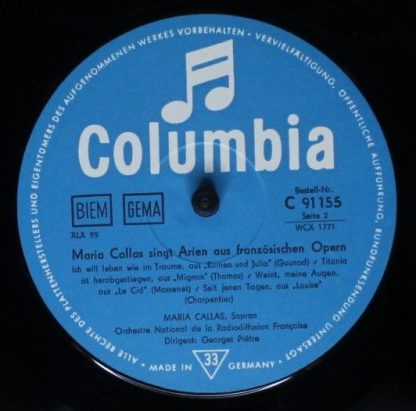 ALLE RECHTE DES PLATTENHERSTELLERS UND EIGENTÜMERS DES AUFGENOMMENEN WERKES VORBEHALTEN · VERVIELFÄLTIGUNG, ÖFFENTLICHE AUFFÜHRUNG, RUNDFUNKSENDUNG UNTERSAGT ·
Columbia
BIEM GEMA
XLX 99
Bestell-Nr.
C 91155
Seite 2
WCX 1771
Maria Callas singt Arien aus französischen Opern
Ich will leben wie im Traume, aus „Romeo und Julia" (Gounod) / Titania
ist herabgestiegen, aus „Mignon" (Thomas) / Weint, meine Augen,
aus „Le Cid" (Massenet) / Seit jenen Tagen, aus „Louise"
(Charpentier)
MARIA CALLAS, Sopran
Orchestre National de la Radiodiffusion Française
Dirigent: Georges Prêtre
MADE IN 33 GERMANY